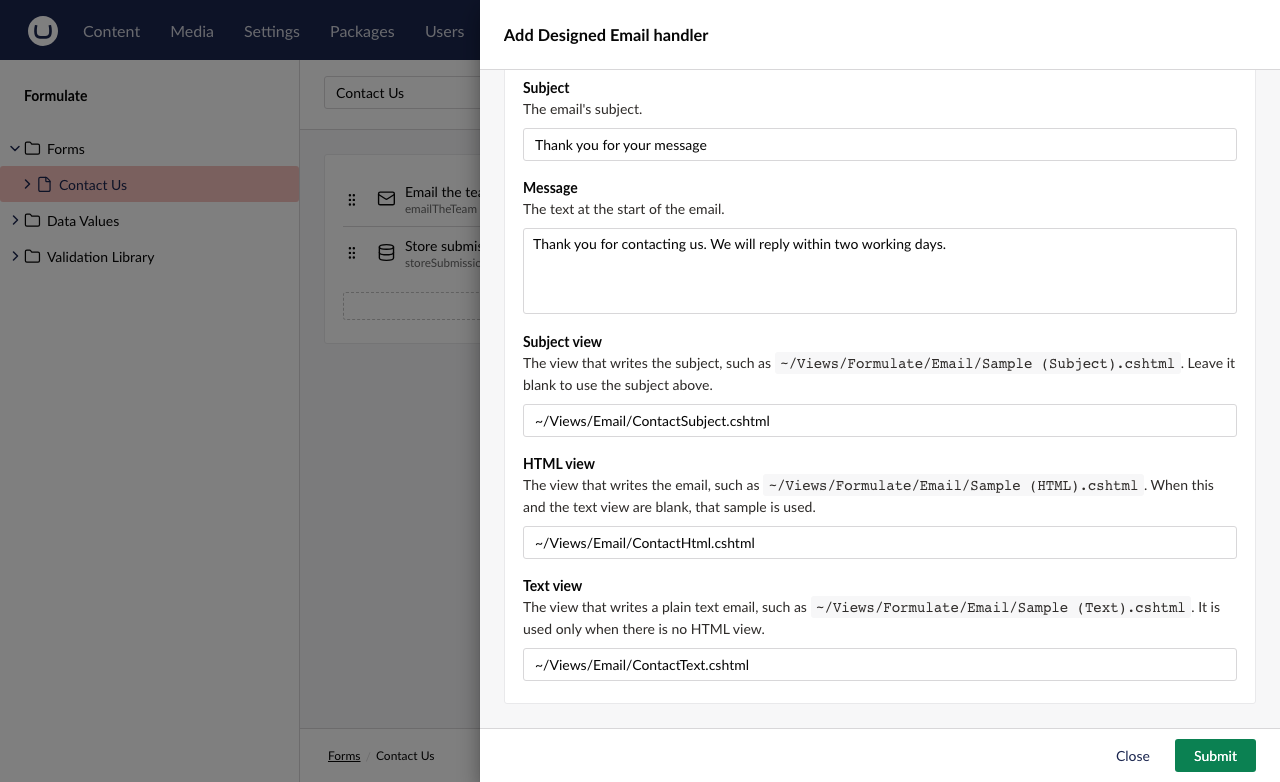 Content Media Settings Packages Users
Add Designed Email handler
Formulate
Forms
Contact Us
Data Values
Validation Library
Contact Us
Email the tea
emailTheTeam
Store submis
storeSubmissio
Forms / Contact Us
Subject
The email's subject.
Thank you for your message
Message
The text at the start of the email.
Thank you for contacting us. We will reply within two working days.
Subject view
The view that writes the subject, such as ~/Views/Formulate/Email/Sample (Subject).cshtml. Leave it
blank to use the subject above.
~/Views/Email/ContactSubject.cshtml
HTML view
The view that writes the email, such as ~/Views/Formulate/Email/Sample (HTML).cshtml. When this
and the text view are blank, that sample is used.
~/Views/Email/ContactHtml.cshtml
Text view
The view that writes a plain text email, such as ~/Views/Formulate/Email/Sample (Text).cshtml. It is
used only when there is no HTML view.
~/Views/Email/ContactText.cshtml
Close Submit